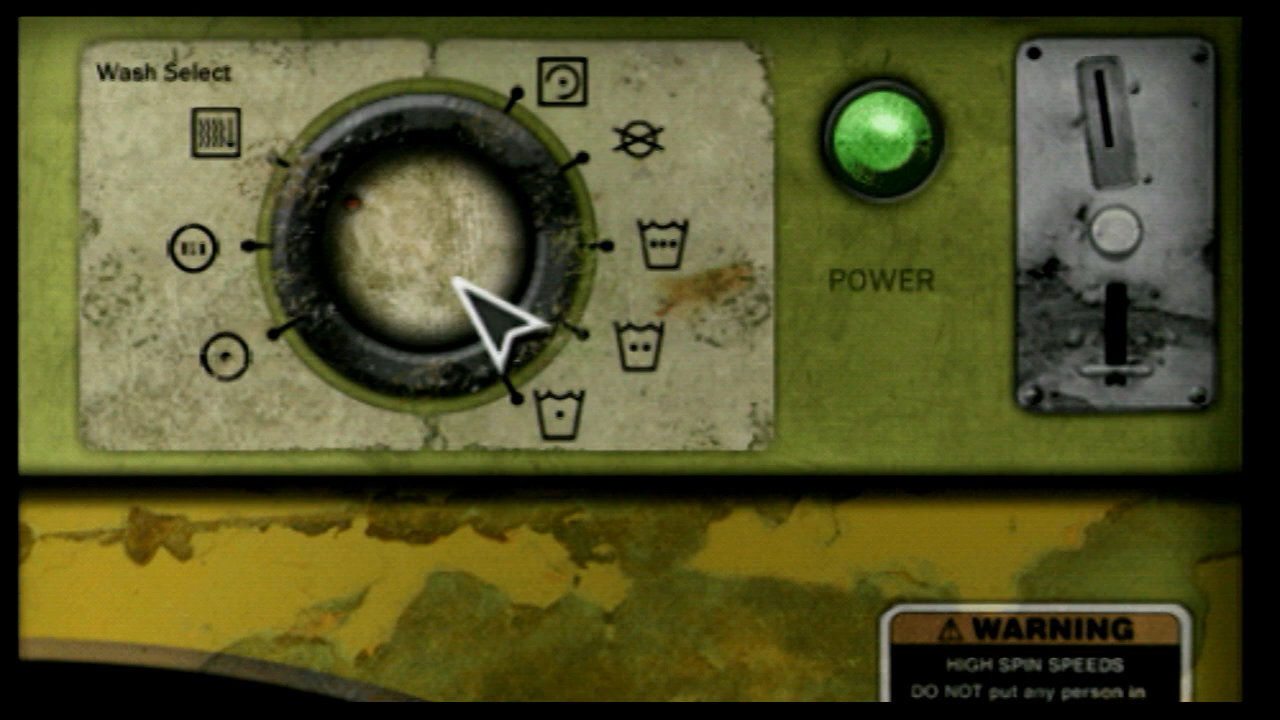 Wash Select
POWER
WARNING
HIGH SPIN SPEEDS
DO NOT put any person in